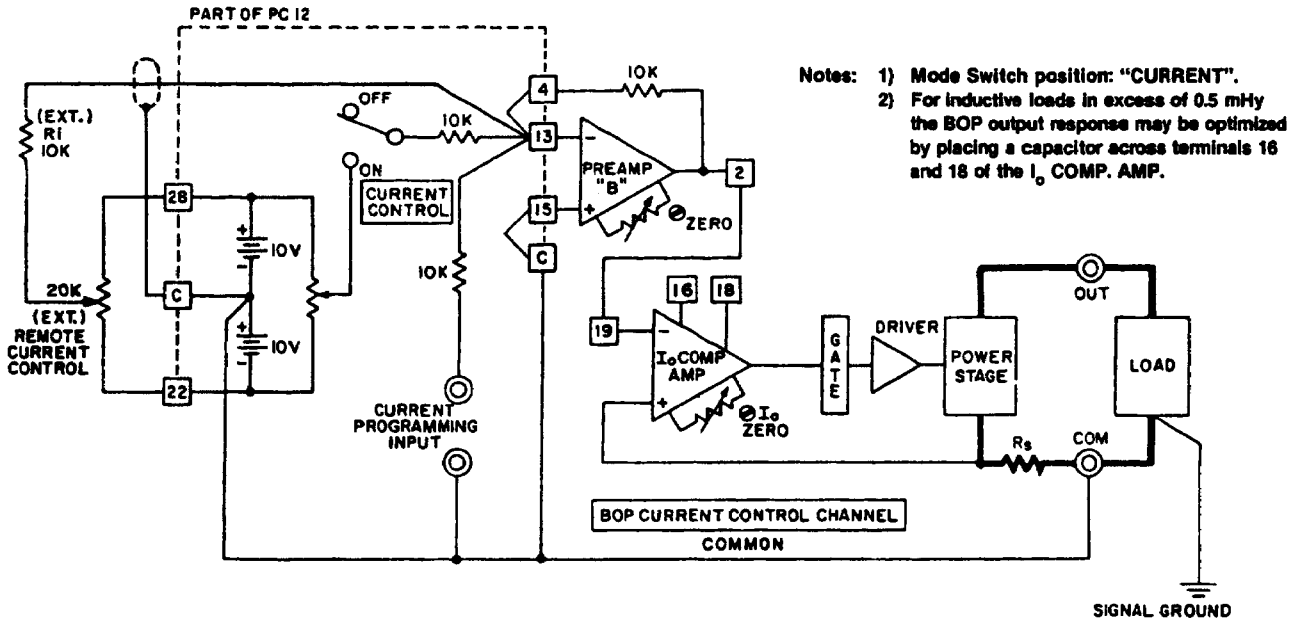 PART OF PC 12
Notes: 1) Mode Switch position: "CURRENT".
2) For inductive loads in excess of 0.5 mHy
the BOP output response may be optimized
by placing a capacitor across terminals 16
and 18 of the Io COMP. AMP.
(EXT.)
Ri
10K
OFF
10K
ON
CURRENT
CONTROL
4
13
15
C
10K
-
PREAMP
"B"
+
ZERO
2
28
+
10V
-
C
+
10V
-
22
20K
(EXT.)
REMOTE
CURRENT
CONTROL
10K
CURRENT
PROGRAMMING
INPUT
16
18
19
-
Io COMP
AMP
+
Io
ZERO
GATE
DRIVER
POWER
STAGE
OUT
LOAD
Rs
COM
BOP CURRENT CONTROL CHANNEL
COMMON
SIGNAL GROUND